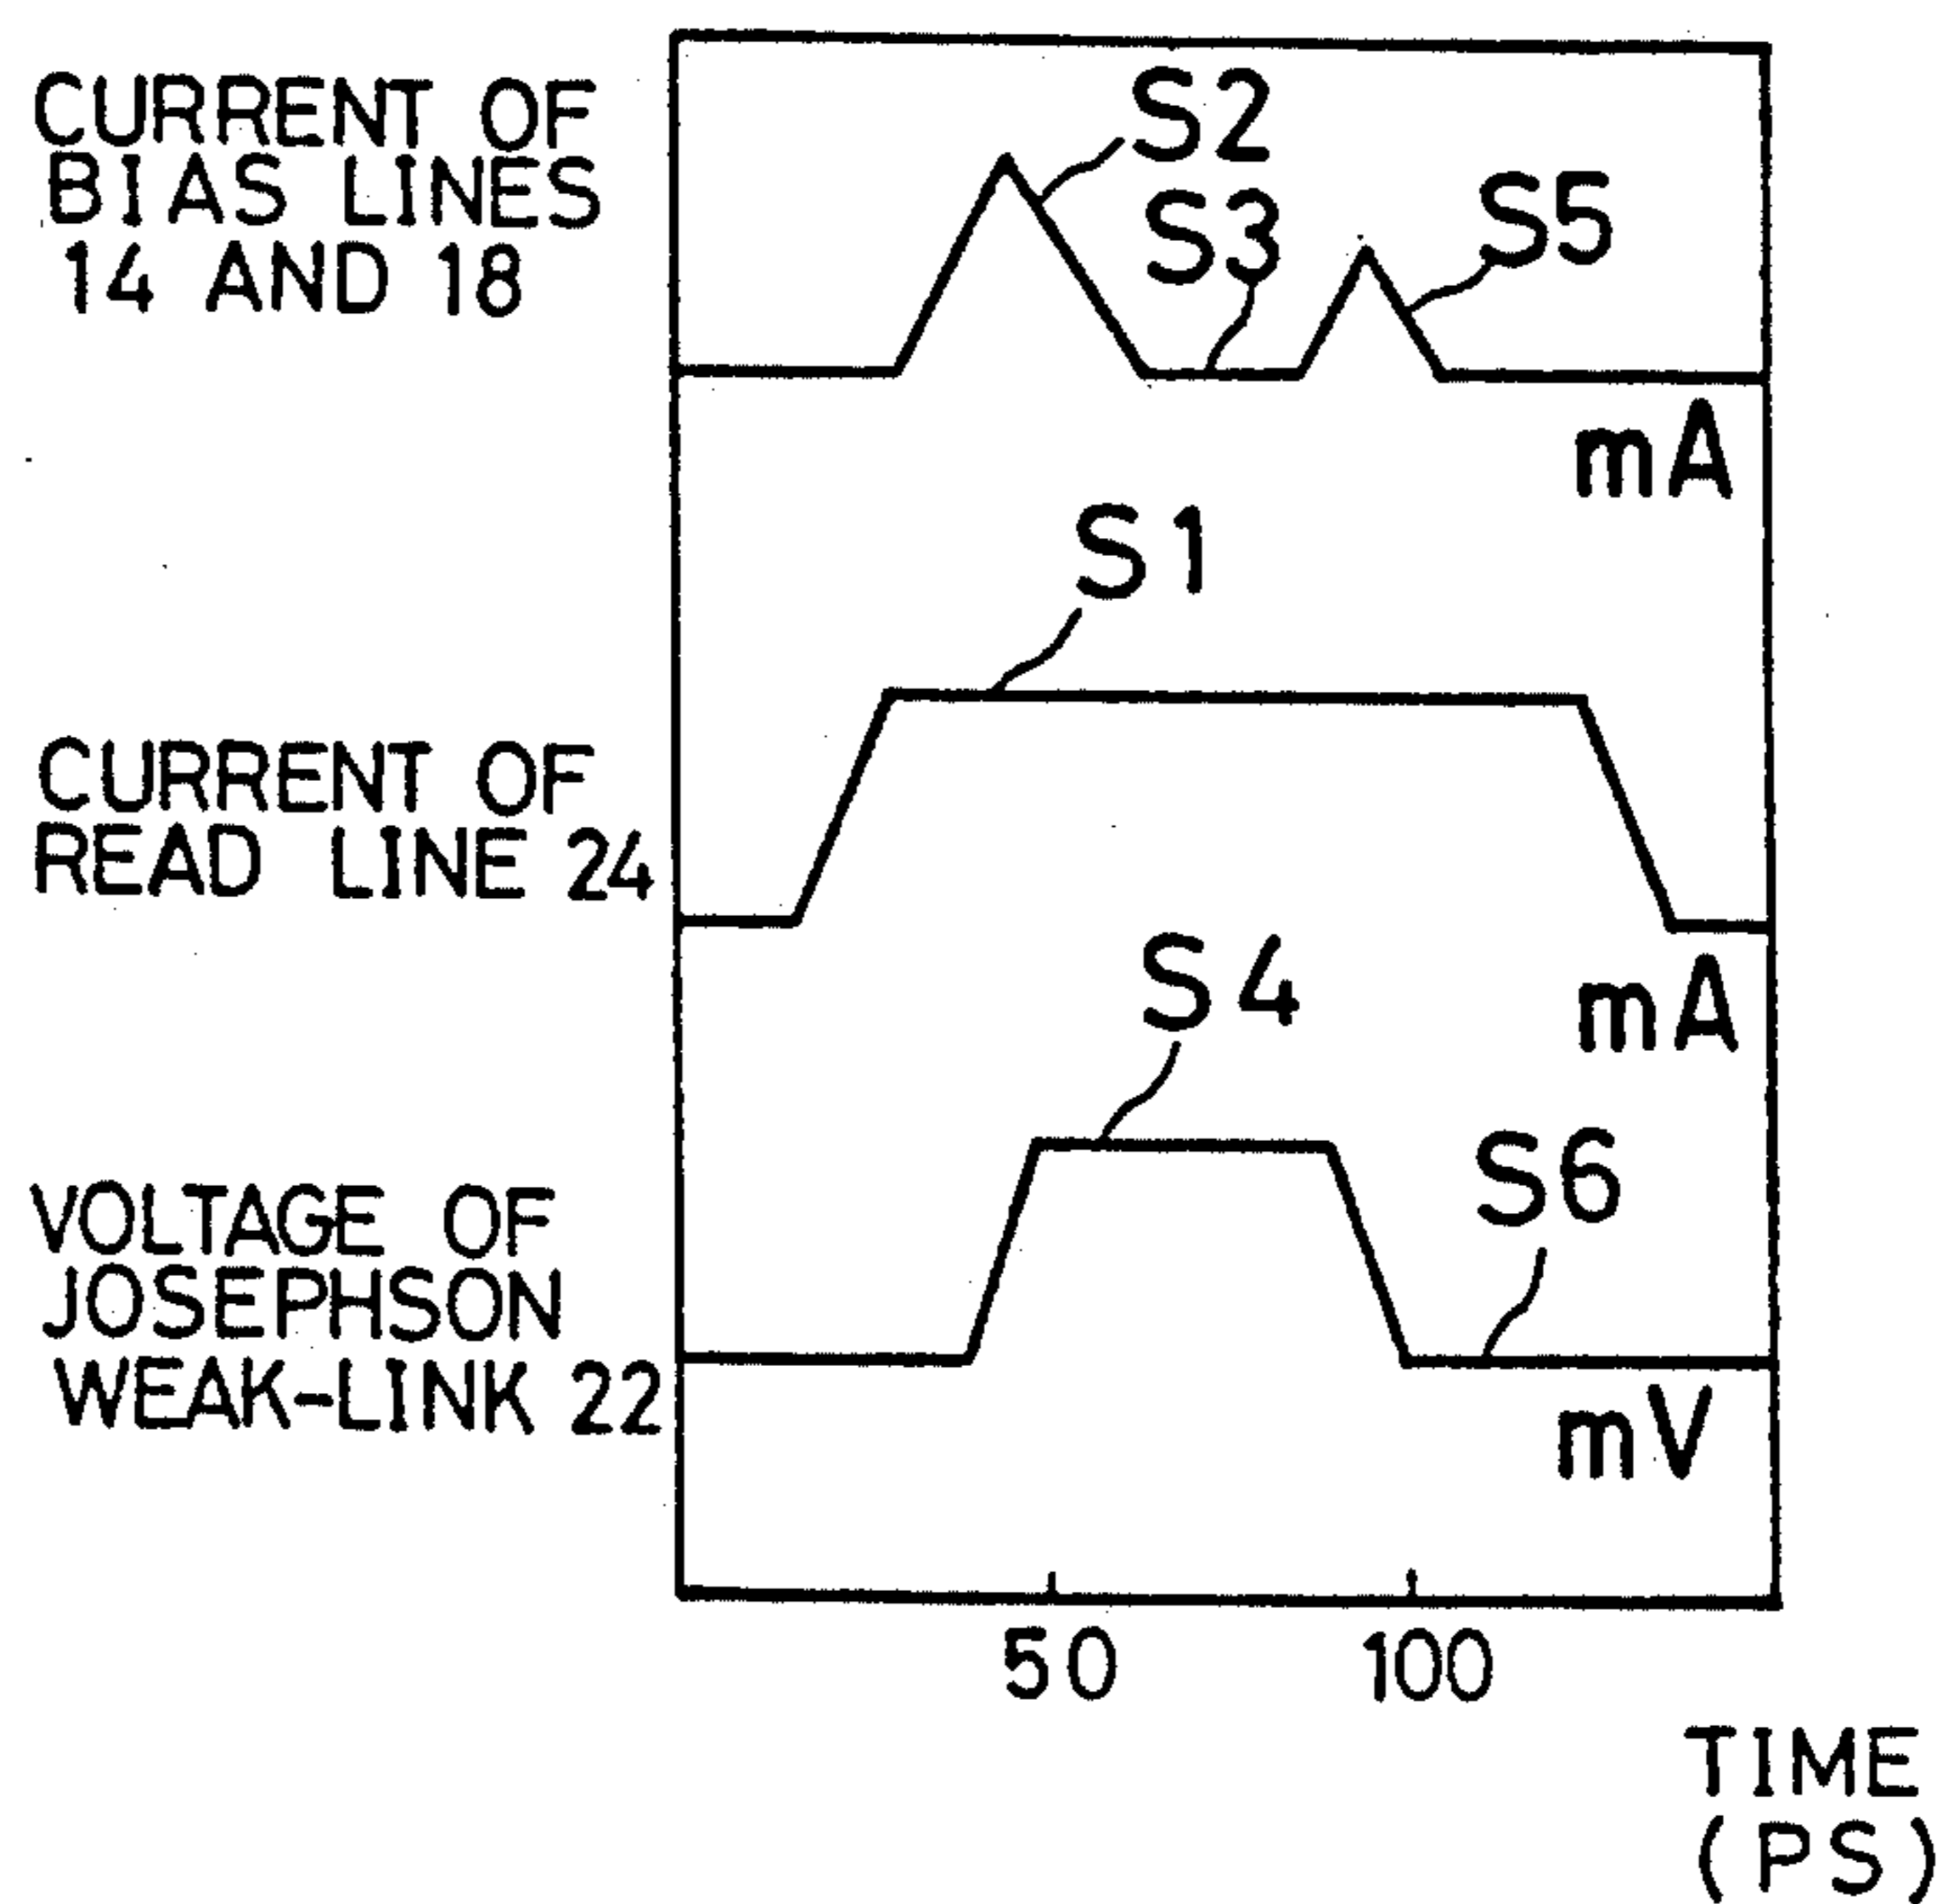 CURRENT OF
BIAS LINES
14 AND 18
S2
S3
S5
mA
S1
CURRENT OF
READ LINE 24
mA
S4
VOLTAGE OF
JOSEPHSON
WEAK-LINK 22
S6
mV
50 100
TIME
(PS)